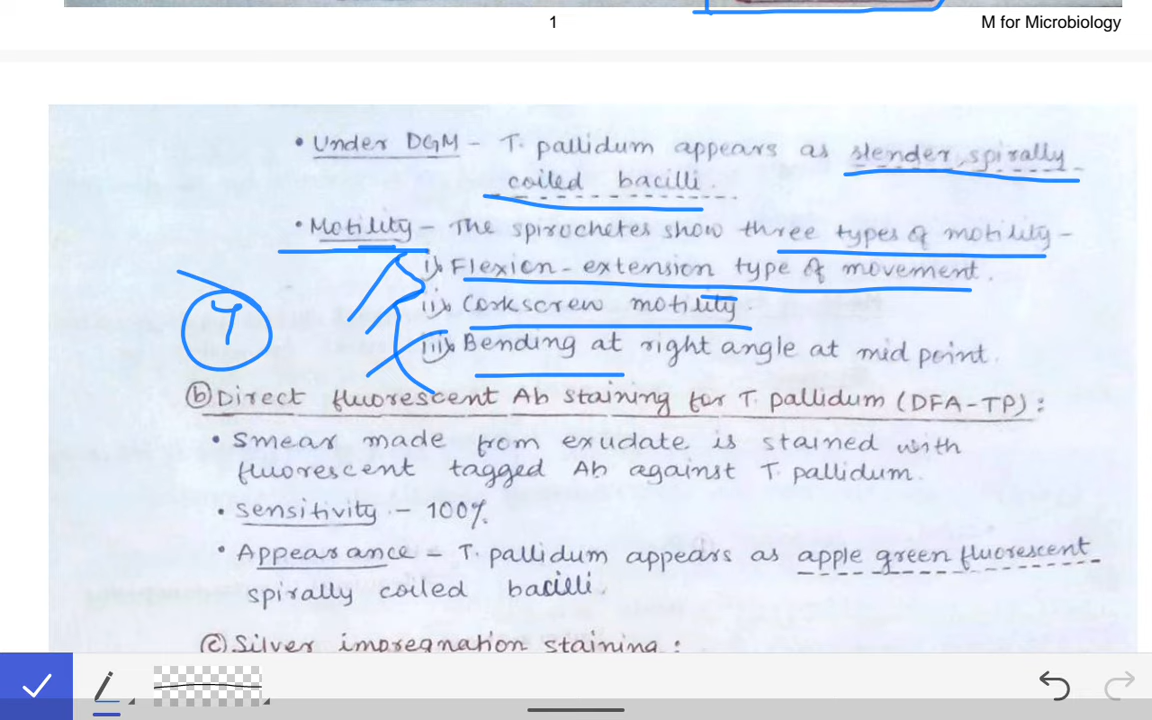 1
M for Microbiology
• Under DGM - T. pallidum appears as slender, spirally
coiled bacilli.
• Motility - The spirochetes show three types of motility -
i). Flexion - extension type of movement.
ii). Corkscrew motility.
iii). Bending at right angle at mid point.
ⓑ Direct fluorescent Ab staining for T. pallidum (DFA-TP) :
• Smear made from exudate is stained with
fluorescent tagged Ab against T. pallidum.
• Sensitivity - 100%.
• Appearance - T. pallidum appears as apple green fluorescent
spirally coiled bacilli.
ⓒ Silver impregnation staining :